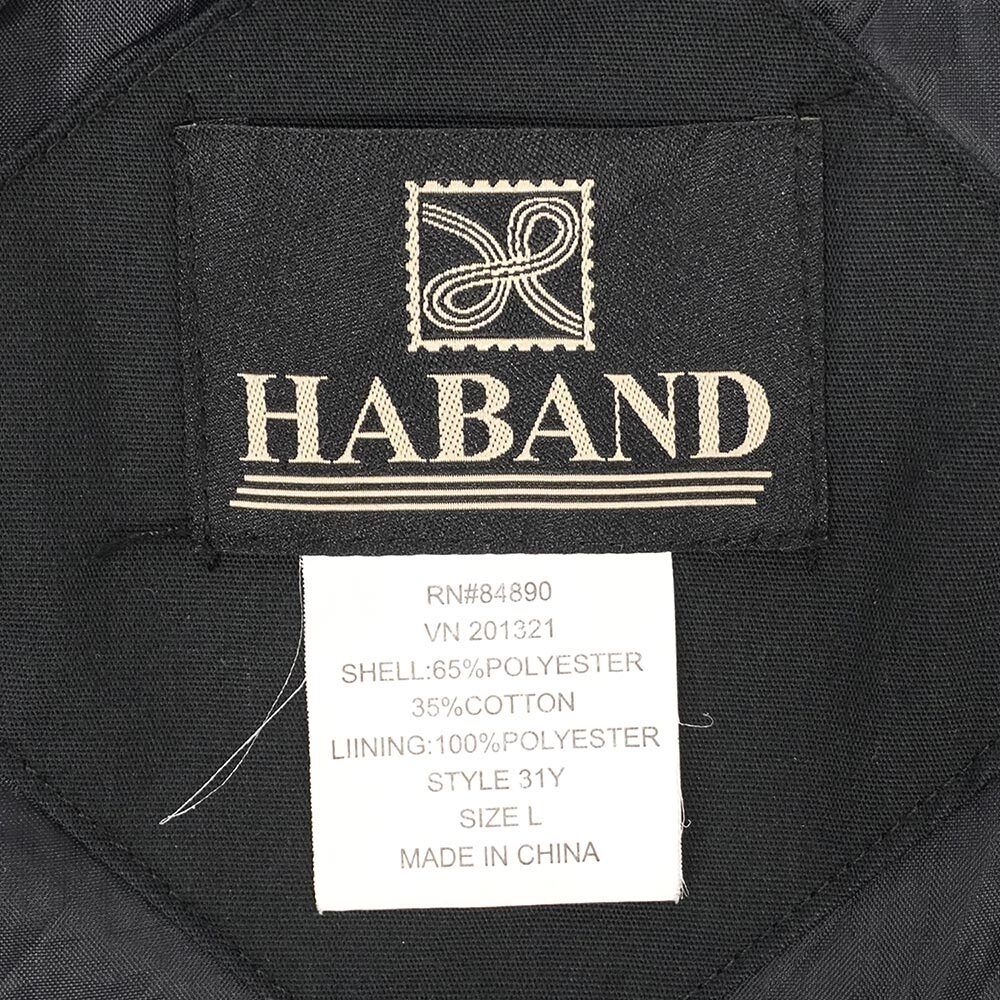 HABAND
RN#84890
VN 201321
SHELL:65%POLYESTER
35%COTTON
LIINING:100%POLYESTER
STYLE 31Y
SIZE L
MADE IN CHINA